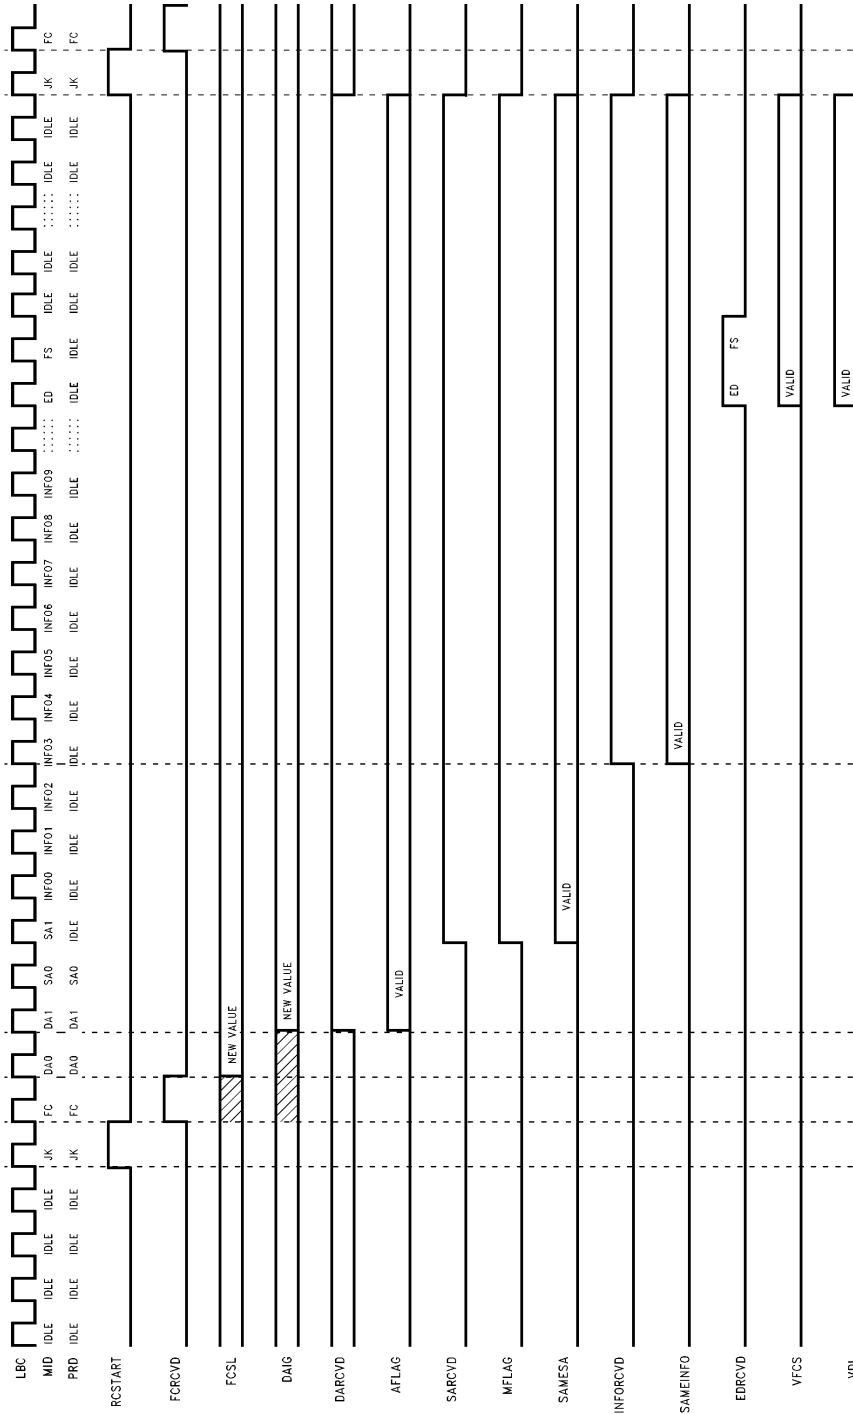 LBC
MID IDLE IDLE IDLE IDLE JK FC DA0 DA1 SA0 SA1 INFO0 INFO1 INFO2 INFO3 INFO4 INFO5 INFO6 INFO7 INFO8 INFO9 ...... ED FS IDLE IDLE ...... IDLE IDLE JK FC
PRD IDLE IDLE IDLE IDLE JK FC DA0 DA1 SA0 IDLE IDLE IDLE IDLE IDLE IDLE IDLE IDLE IDLE IDLE IDLE ...... IDLE IDLE IDLE IDLE ...... IDLE IDLE JK FC
RCSTART
FCRCVD
FCSL NEW VALUE
DAIG NEW VALUE
DARCVD
AFLAG VALID
SARCVD
MFLAG
SAMESA VALID
INFORCVD
SAMEINFO VALID
EDRCVD ED FS
VFCS VALID
VALID